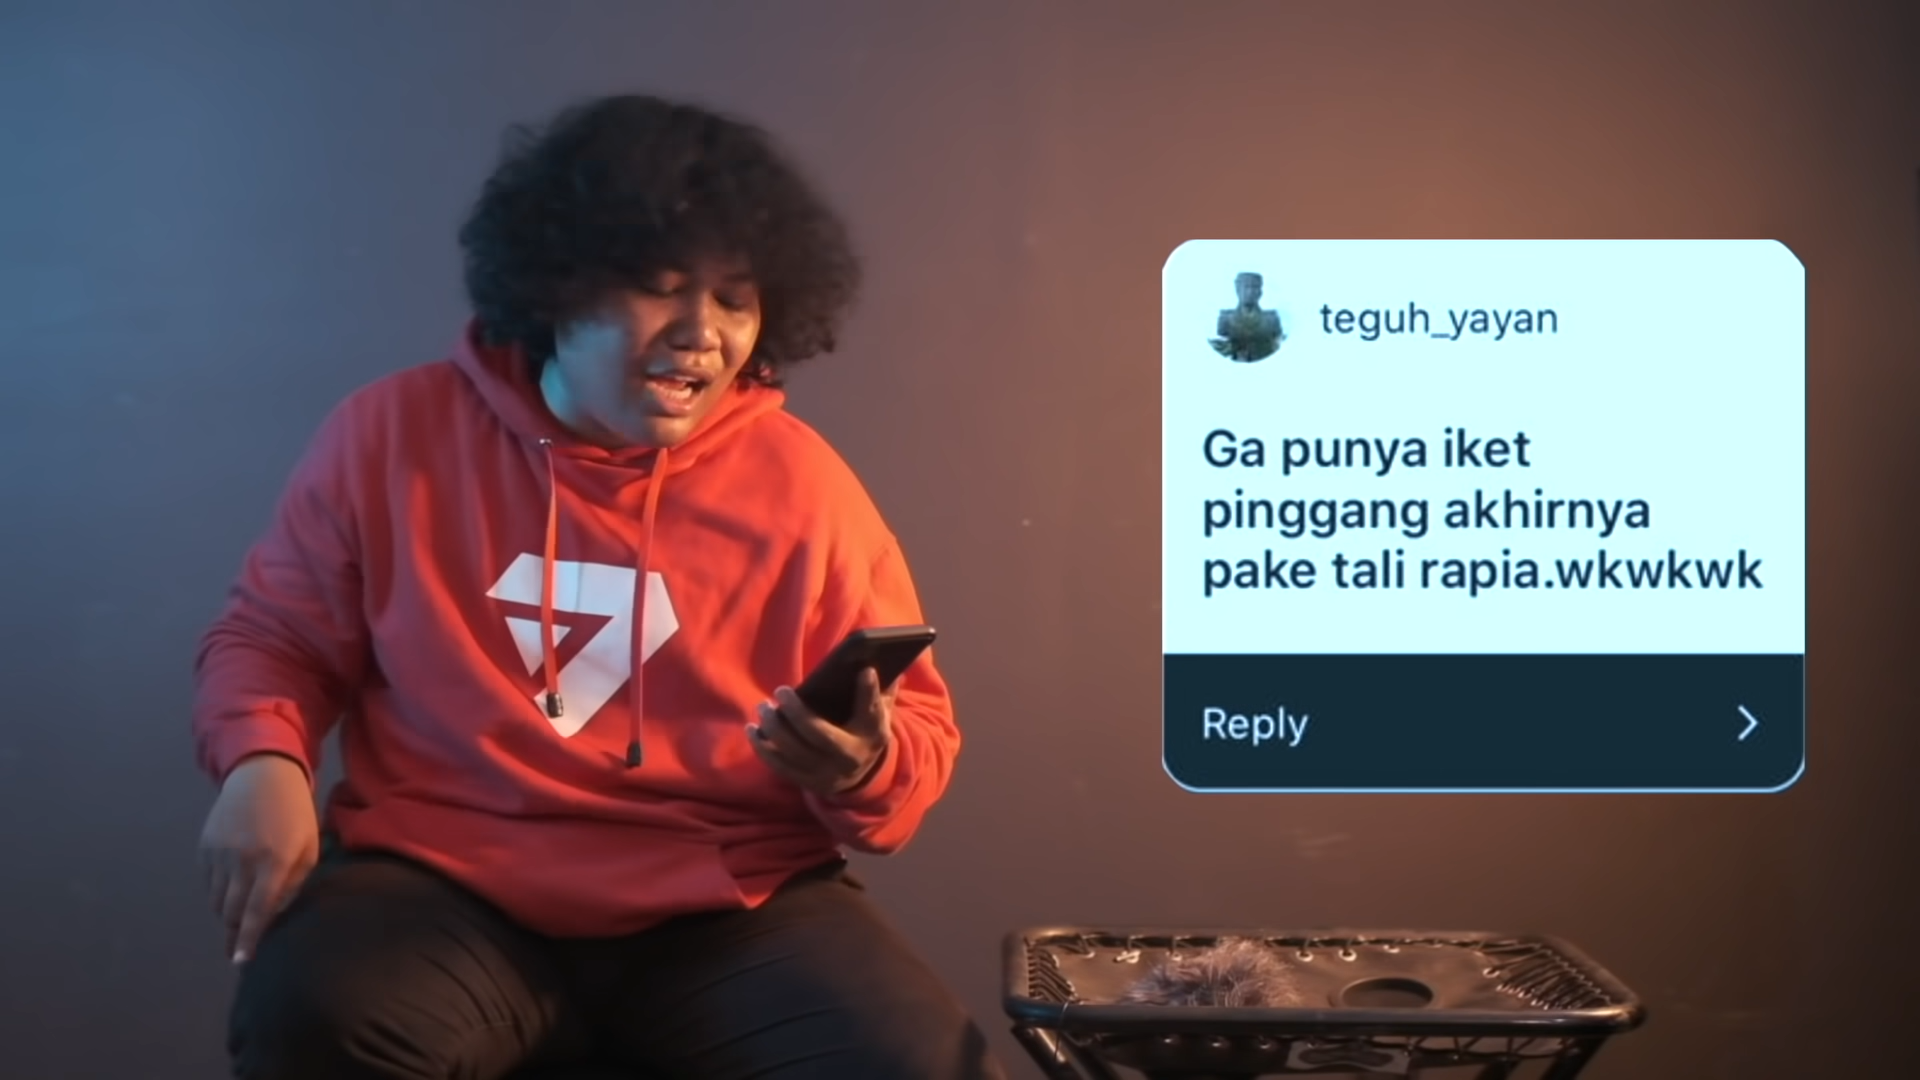 teguh_yayan
Ga punya iket
pinggang akhirnya
pake tali rapia.wkwkwk
Reply